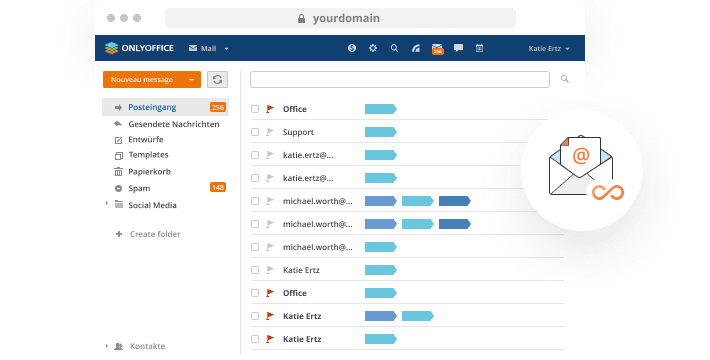 yourdomain
ONLYOFFICE Mail 256 Katie Ertz
Nouveau message
Posteingang 256
Gesendete Nachrichten
Entwürfe
Templates
Papierkorb
Spam 148
Social Media
Create folder
Kontakte
Office
Support
katie.ertz@...
katie.ertz@...
michael.worth@...
michael.worth@...
michael.worth@...
Katie Ertz
Office
Katie Ertz
Katie Ertz
@